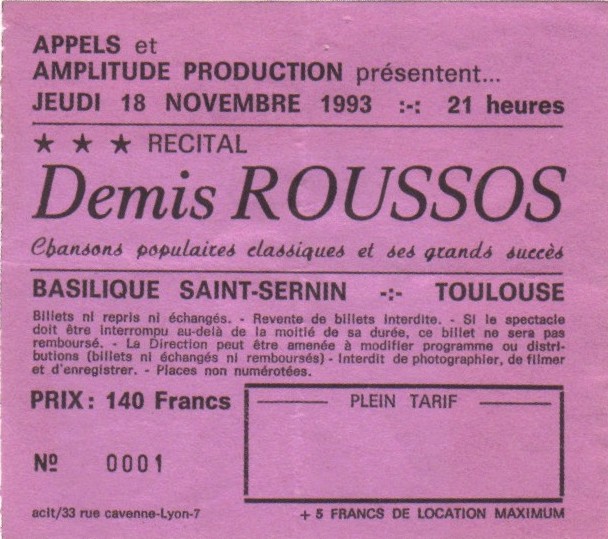 APPELS et
AMPLITUDE PRODUCTION présentent...
JEUDI 18 NOVEMBRE 1993 :-: 21 heures
★ ★ ★ RECITAL
Demis ROUSSOS
Chansons populaires classiques et ses grands succès
BASILIQUE SAINT-SERNIN -:- TOULOUSE
Billets ni repris ni échangés. - Revente de billets interdite. - Si le spectacle
doit être interrompu au-delà de la moitié de sa durée, ce billet ne sera pas
remboursé. - La Direction peut être amenée à modifier programme ou distri-
butions (billets ni échangés ni remboursés) - Interdit de photographier, de filmer
et d'enregistrer. - Places non numérotées.
PRIX : 140 Francs
PLEIN TARIF
Nº 0001
acit/33 rue cavenne-Lyon-7
+ 5 FRANCS DE LOCATION MAXIMUM